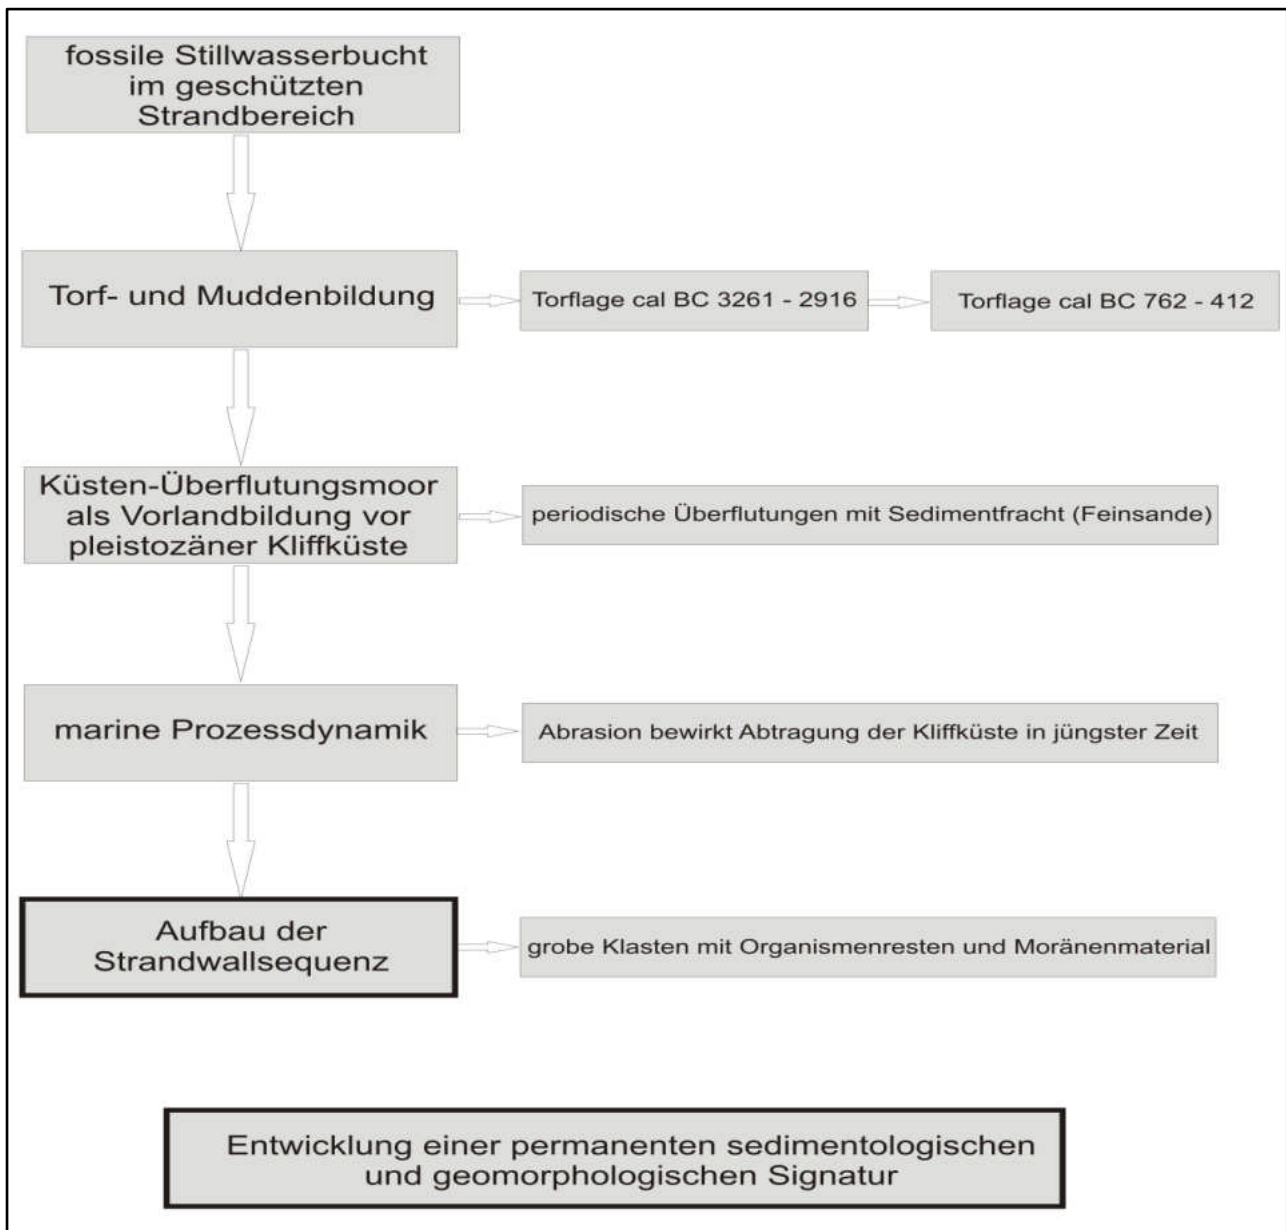 fossile Stillwasserbucht
im geschützten
Strandbereich
Torf- und Muddenbildung
Torflage cal BC 3261 - 2916
Torflage cal BC 762 - 412
Küsten-Überflutungsmoor
als Vorlandbildung vor
pleistozäner Kliffküste
periodische Überflutungen mit Sedimentfracht (Feinsande)
marine Prozessdynamik
Abrasion bewirkt Abtragung der Kliffküste in jüngster Zeit
Aufbau der
Strandwallsequenz
grobe Klasten mit Organismenresten und Moränenmaterial
Entwicklung einer permanenten sedimentologischen
und geomorphologischen Signatur